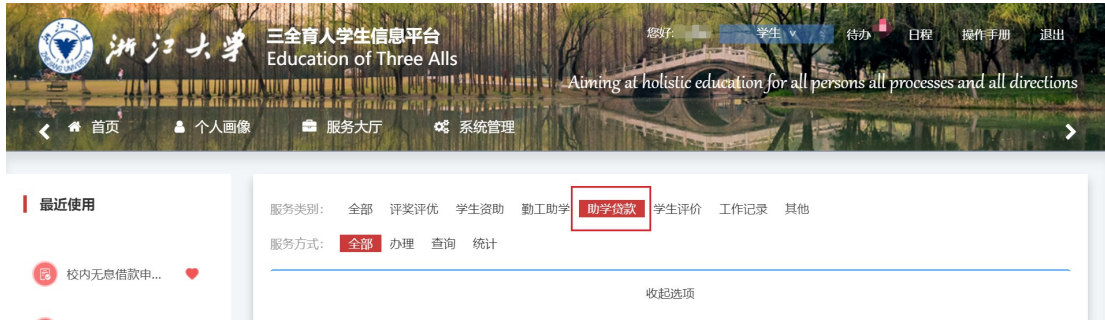 浙江大学
三全育人学生信息平台
Education of Three Alls
您好: 学生 ∨ 待办 日程 操作手册 退出
Aiming at holistic education for all persons all processes and all directions
首页 个人画像 服务大厅 系统管理
最近使用
服务类别: 全部 评奖评优 学生资助 勤工助学 助学贷款 学生评价 工作记录 其他
服务方式: 全部 办理 查询 统计
校内无息借款申...
收起选项